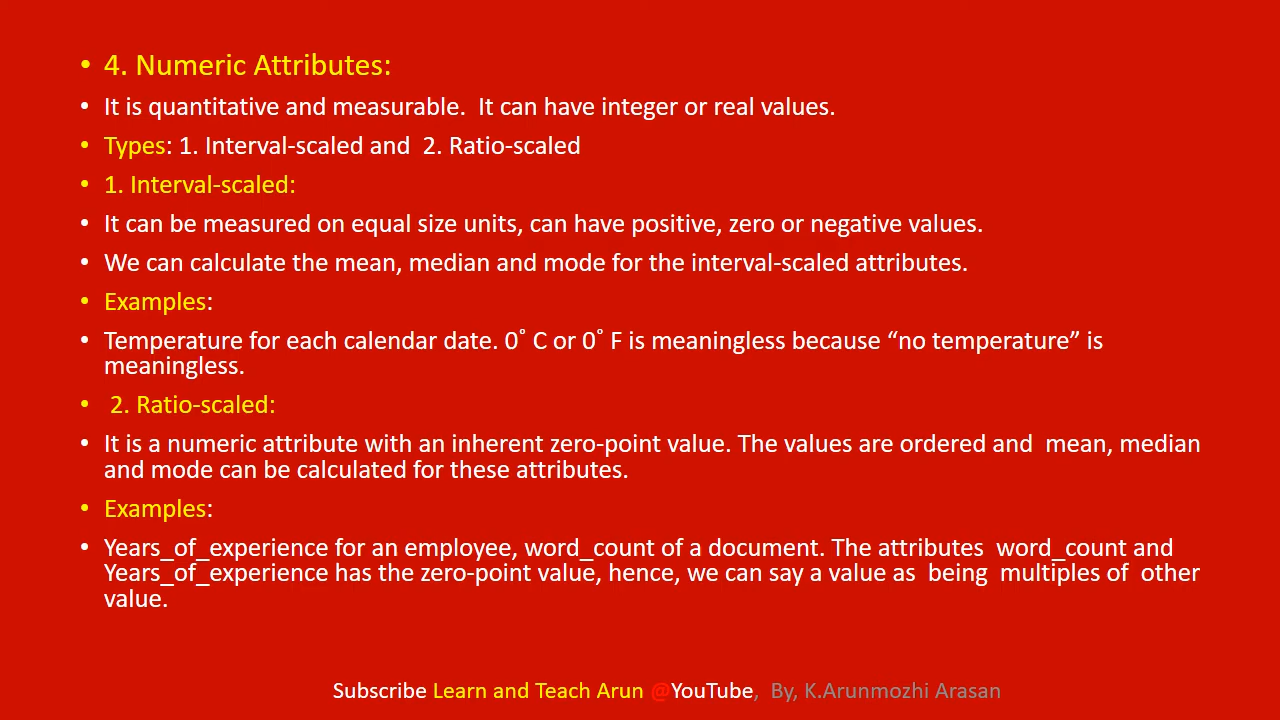 • 4. Numeric Attributes:
• It is quantitative and measurable.  It can have integer or real values.
• Types: 1. Interval-scaled and  2. Ratio-scaled
• 1. Interval-scaled:
• It can be measured on equal size units, can have positive, zero or negative values.
• We can calculate the mean, median and mode for the interval-scaled attributes.
• Examples:
• Temperature for each calendar date. 0° C or 0° F is meaningless because “no temperature” is
meaningless.
•  2. Ratio-scaled:
• It is a numeric attribute with an inherent zero-point value. The values are ordered and  mean, median
and mode can be calculated for these attributes.
• Examples:
• Years_of_experience for an employee, word_count of a document. The attributes  word_count and
Years_of_experience has the zero-point value, hence, we can say a value as  being  multiples of  other
value.
Subscribe Learn and Teach Arun @YouTube,  By, K.Arunmozhi Arasan